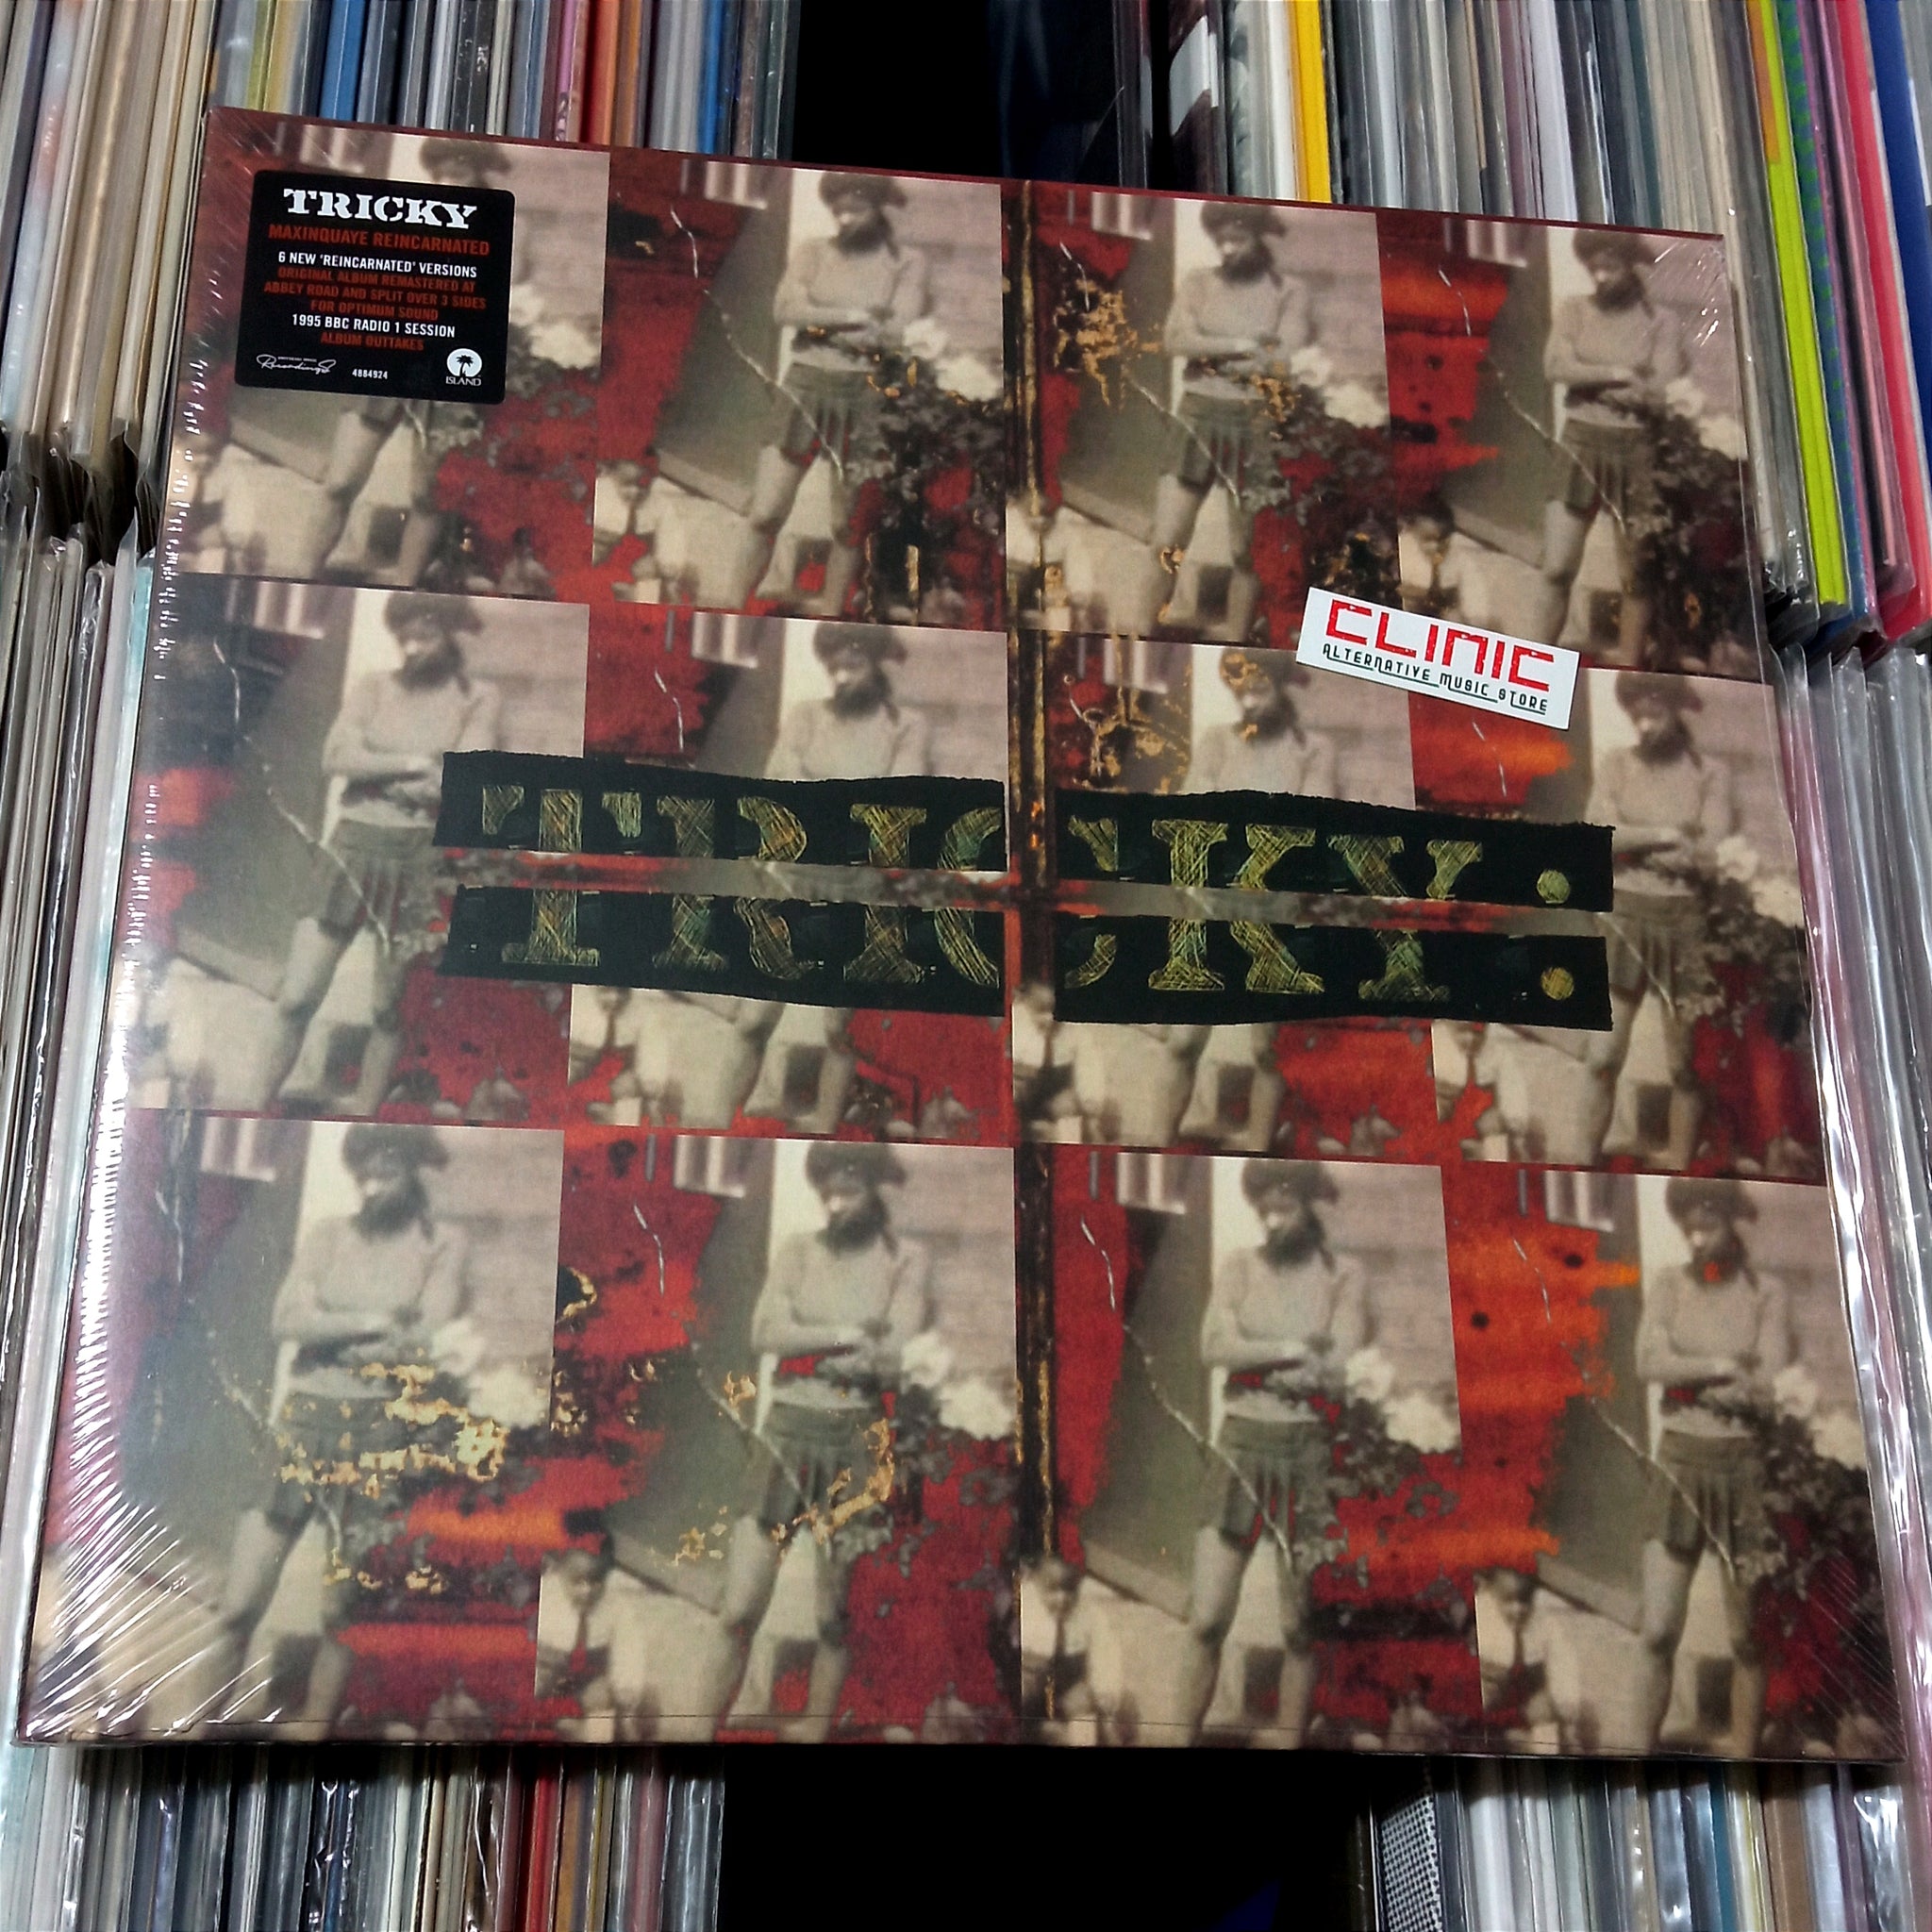 TRICKY
MAXINQUAYE REINCARNATED
6 NEW 'REINCARNATED' VERSIONS
ORIGINAL ALBUM REMASTERED AT
ABBEY ROAD AND SPLIT OVER 3 SIDES
FOR OPTIMUM SOUND
1995 BBC RADIO 1 SESSION
ALBUM OUTTAKES
Recordings
4884924
ISLAND
CLINIC
ALTERNATIVE MUSIC STORE
TRICKY: